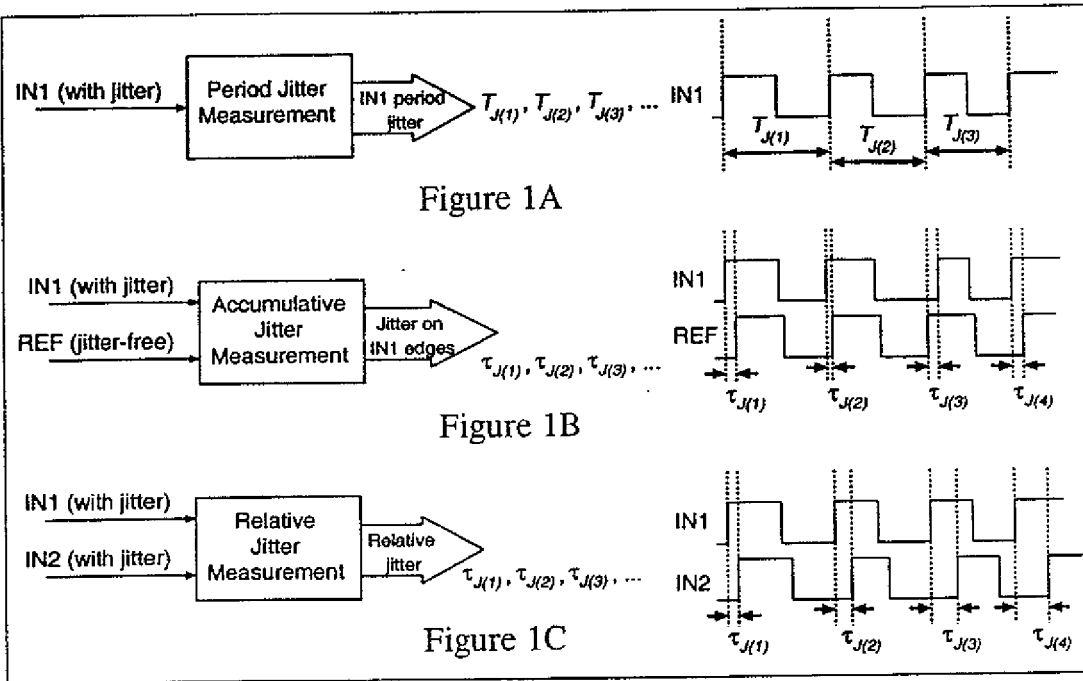 IN1 (with jitter)
Period Jitter
Measurement
IN1 period
jitter
T_J(1), T_J(2), T_J(3), ...
IN1
T_J(1)
T_J(2)
T_J(3)
Figure 1A
IN1 (with jitter)
REF (jitter-free)
Accumulative
Jitter
Measurement
Jitter on
IN1 edges
τ_J(1), τ_J(2), τ_J(3), ...
IN1
REF
τ_J(1)
τ_J(2)
τ_J(3)
τ_J(4)
Figure 1B
IN1 (with jitter)
IN2 (with jitter)
Relative
Jitter
Measurement
Relative
jitter
τ_J(1), τ_J(2), τ_J(3), ...
IN1
IN2
τ_J(1)
τ_J(2)
τ_J(3)
τ_J(4)
Figure 1C